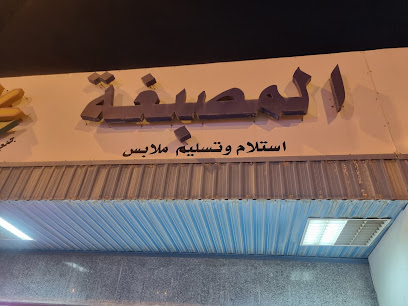 المصبغة
استلام وتسليم ملابس